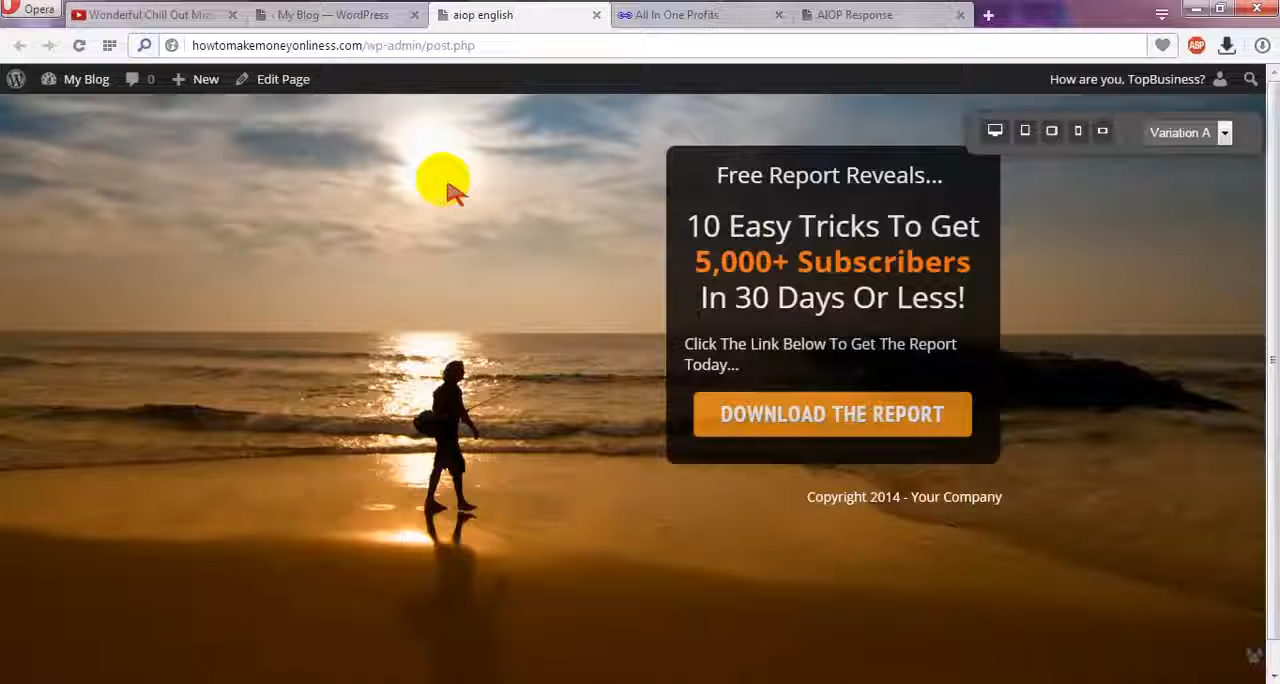 Opera
Wonderful Chill Out Mus
‹ My Blog — WordPress
aiop english
All In One Profits
AIOP Response
howtomakemoneyonliness.com/wp-admin/post.php
ABP
My Blog
0
New
Edit Page
How are you, TopBusiness?
Variation A
Free Report Reveals...
10 Easy Tricks To Get
5,000+ Subscribers
In 30 Days Or Less!
Click The Link Below To Get The Report
Today...
DOWNLOAD THE REPORT
Copyright 2014 - Your Company